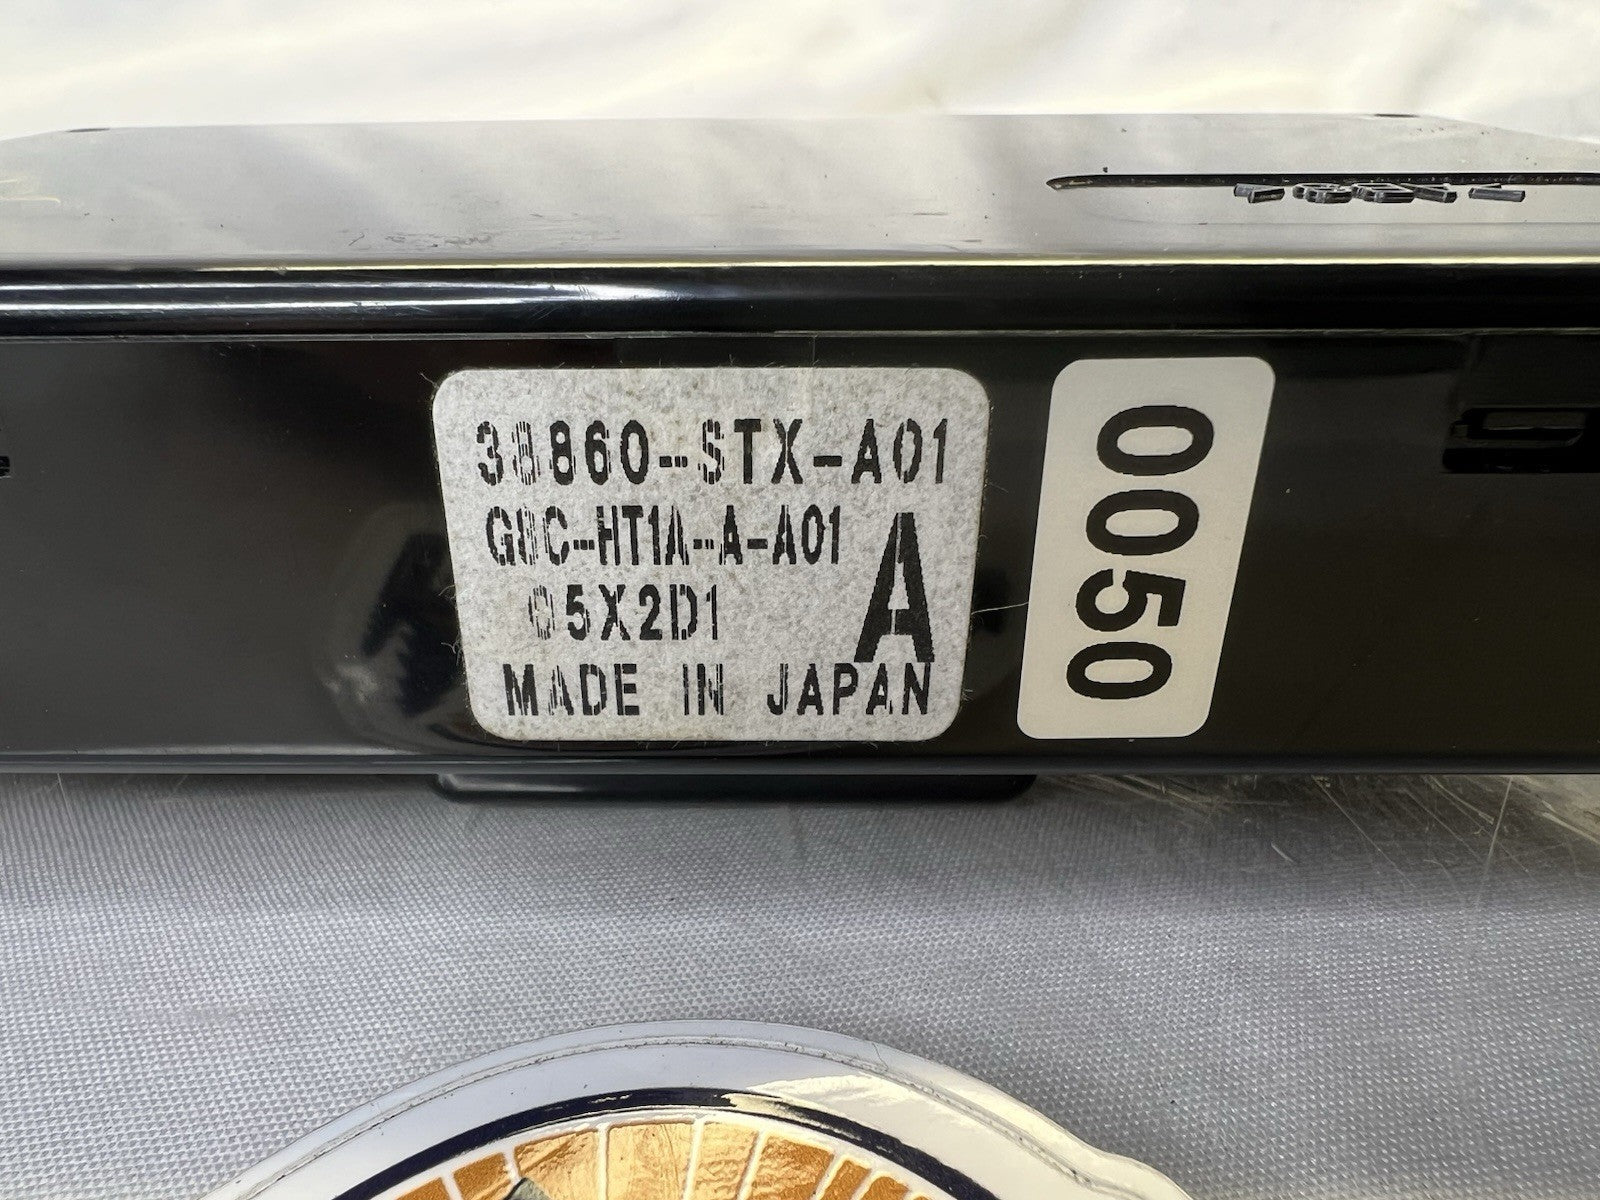 38860-STX-A01
G8C-HT1A-A-A01
05X2D1
A
MADE IN JAPAN
0050